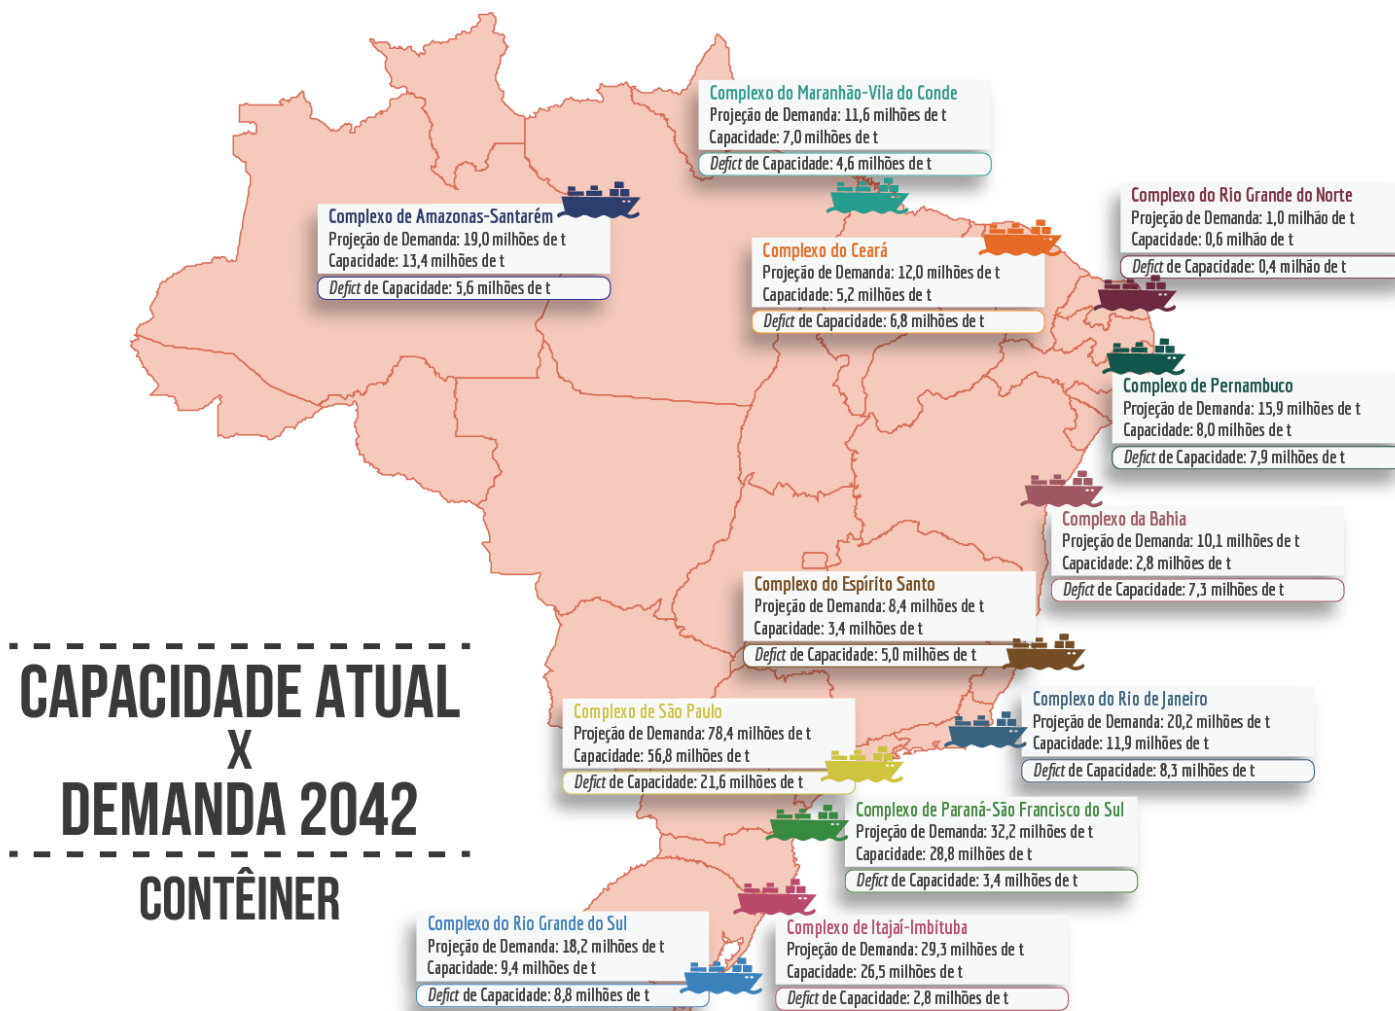 Complexo do Maranhão-Vila do Conde
Projeção de Demanda: 11,6 milhões de t
Capacidade: 7,0 milhões de t
Defict de Capacidade: 4,6 milhões de t
Complexo do Rio Grande do Norte
Projeção de Demanda: 1,0 milhão de t
Capacidade: 0,6 milhão de t
Defict de Capacidade: 0,4 milhão de t
Complexo de Amazonas-Santarém
Projeção de Demanda: 19,0 milhões de t
Capacidade: 13,4 milhões de t
Defict de Capacidade: 5,6 milhões de t
Complexo do Ceará
Projeção de Demanda: 12,0 milhões de t
Capacidade: 5,2 milhões de t
Defict de Capacidade: 6,8 milhões de t
Complexo de Pernambuco
Projeção de Demanda: 15,9 milhões de t
Capacidade: 8,0 milhões de t
Defict de Capacidade: 7,9 milhões de t
Complexo da Bahia
Projeção de Demanda: 10,1 milhões de t
Capacidade: 2,8 milhões de t
Defict de Capacidade: 7,3 milhões de t
Complexo do Espírito Santo
Projeção de Demanda: 8,4 milhões de t
Capacidade: 3,4 milhões de t
Defict de Capacidade: 5,0 milhões de t
CAPACIDADE ATUAL
X
DEMANDA 2042
CONTÊINER
Complexo do Rio de Janeiro
Projeção de Demanda: 20,2 milhões de t
Capacidade: 11,9 milhões de t
Defict de Capacidade: 8,3 milhões de t
Complexo de São Paulo
Projeção de Demanda: 78,4 milhões de t
Capacidade: 56,8 milhões de t
Defict de Capacidade: 21,6 milhões de t
Complexo de Paraná-São Francisco do Sul
Projeção de Demanda: 32,2 milhões de t
Capacidade: 28,8 milhões de t
Defict de Capacidade: 3,4 milhões de t
Complexo do Rio Grande do Sul
Projeção de Demanda: 18,2 milhões de t
Capacidade: 9,4 milhões de t
Defict de Capacidade: 8,8 milhões de t
Complexo de Itajaí-Imbituba
Projeção de Demanda: 29,3 milhões de t
Capacidade: 26,5 milhões de t
Defict de Capacidade: 2,8 milhões de t